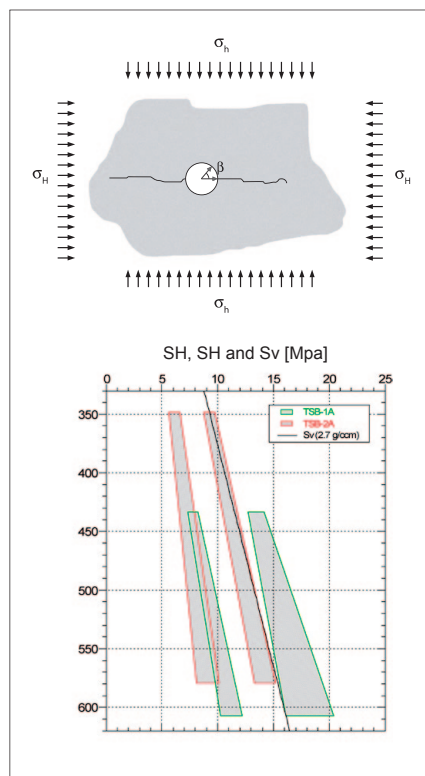 σh
β
σH
σH
σh
SH, SH and Sv [Mpa]
0 5 10 15 20 25
TSB-1A
TSB-2A
Sv (2.7 g/ccm)
350
400
450
500
550
600